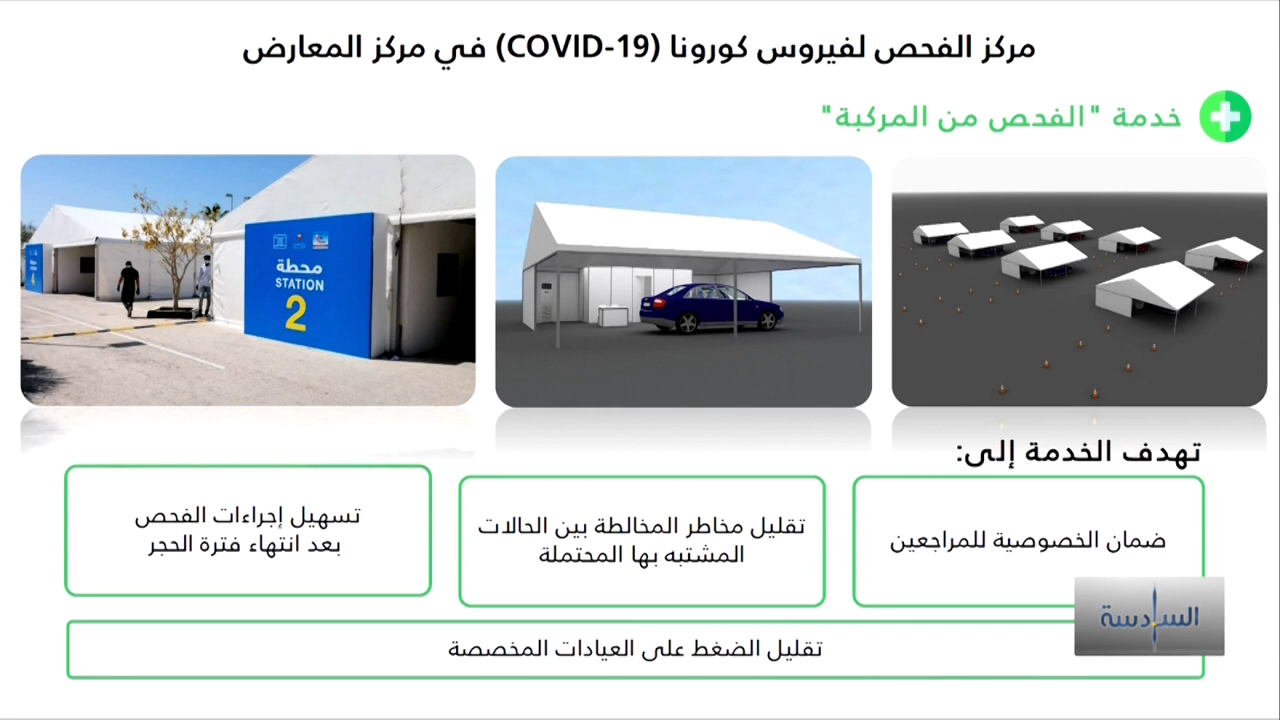 مركز الفحص لفيروس كورونا (COVID-19) في مركز المعارض
خدمة "الفحص من المركبة"
محطة
STATION
2
تهدف الخدمة إلى:
ضمان الخصوصية للمراجعين
تقليل مخاطر المخالطة بين الحالات
المشتبه بها المحتملة
تسهيل إجراءات الفحص
بعد انتهاء فترة الحجر
تقليل الضغط على العيادات المخصصة
السادسة